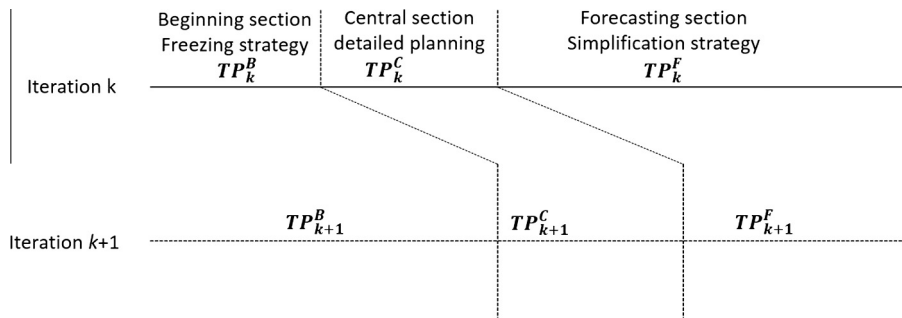 Beginning section
Freezing strategy
Central section
detailed planning
Forecasting section
Simplification strategy
Iteration k
TP_k^B
TP_k^C
TP_k^F
Iteration k+1
TP_{k+1}^B
TP_{k+1}^C
TP_{k+1}^F